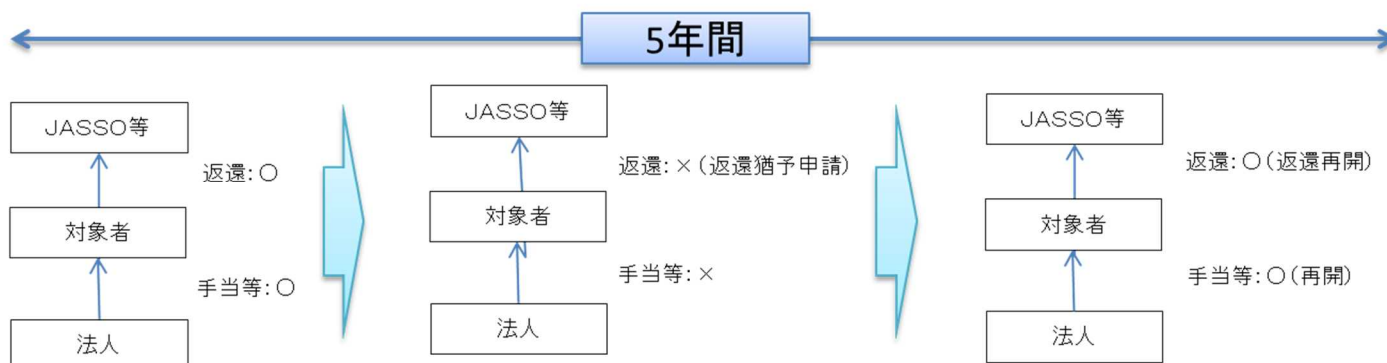 5年間
JASSO等
返還:○
対象者
手当等:○
法人
JASSO等
返還:×(返還猶予申請)
対象者
手当等:×
法人
JASSO等
返還:○(返還再開)
対象者
手当等:○(再開)
法人